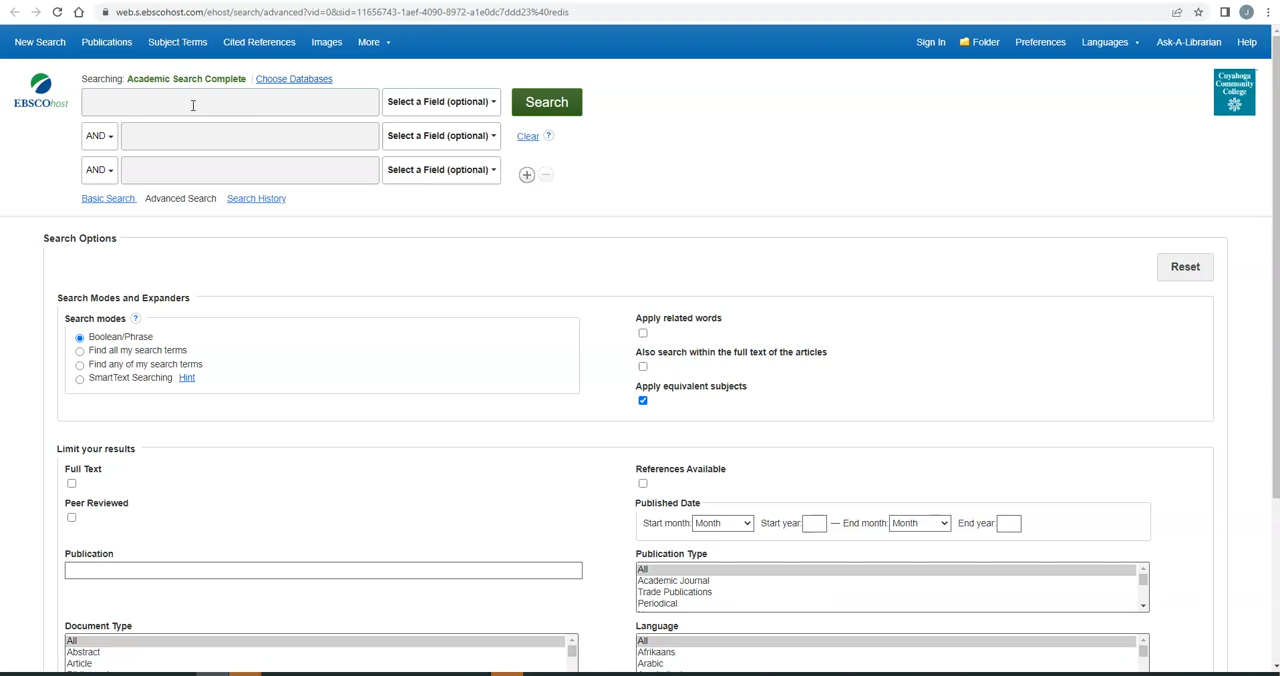 web.s.ebscohost.com/ehost/search/advanced?vid=0&sid=11656743-1aef-4090-8972-a1e0dc7ddd23%40redis
J
New Search Publications Subject Terms Cited References Images More Sign In Folder Preferences Languages Ask-A-Librarian Help
Searching: Academic Search Complete Choose Databases
EBSCOhost
Select a Field (optional) Search
Cuyahoga
Community
College
AND Select a Field (optional) Clear ?
AND Select a Field (optional)
Basic Search Advanced Search Search History
Search Options
Reset
Search Modes and Expanders
Search modes ?
Boolean/Phrase
Find all my search terms
Find any of my search terms
SmartText Searching Hint
Apply related words
Also search within the full text of the articles
Apply equivalent subjects
Limit your results
Full Text
References Available
Peer Reviewed
Published Date
Start month: Month Start year: — End month: Month End year:
Publication
Publication Type
All
Academic Journal
Trade Publications
Periodical
Document Type
All
Abstract
Article
Language
All
Afrikaans
Arabic